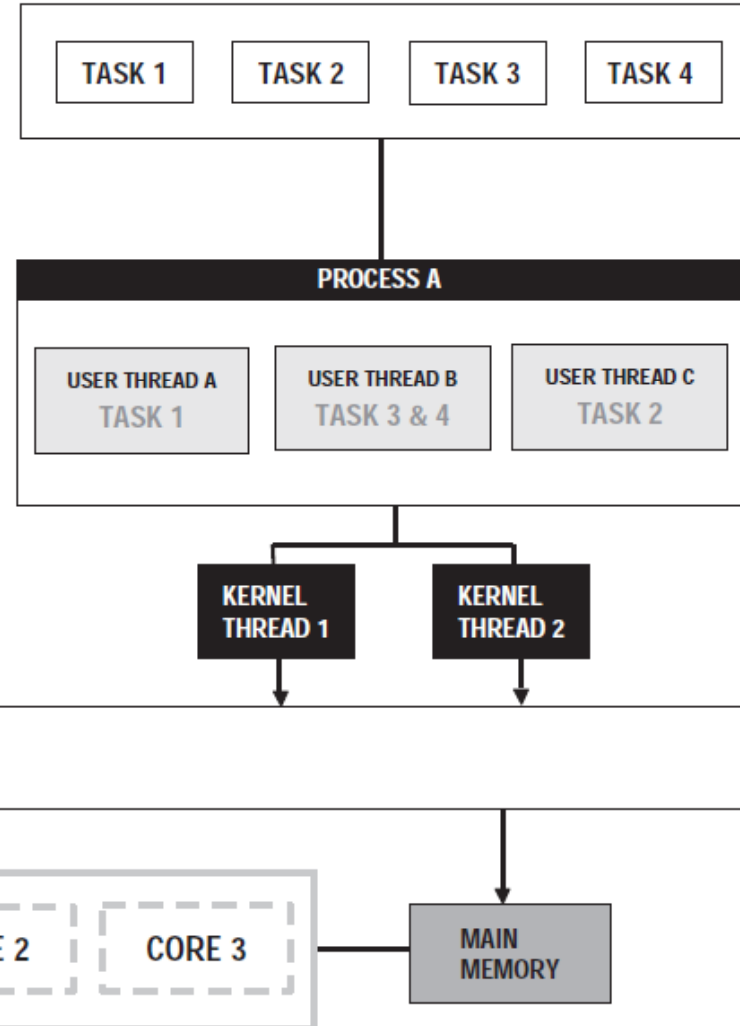 TASK 1
TASK 2
TASK 3
TASK 4
PROCESS A
USER THREAD A
TASK 1
USER THREAD B
TASK 3 & 4
USER THREAD C
TASK 2
KERNEL
THREAD 1
KERNEL
THREAD 2
E 2
CORE 3
MAIN
MEMORY